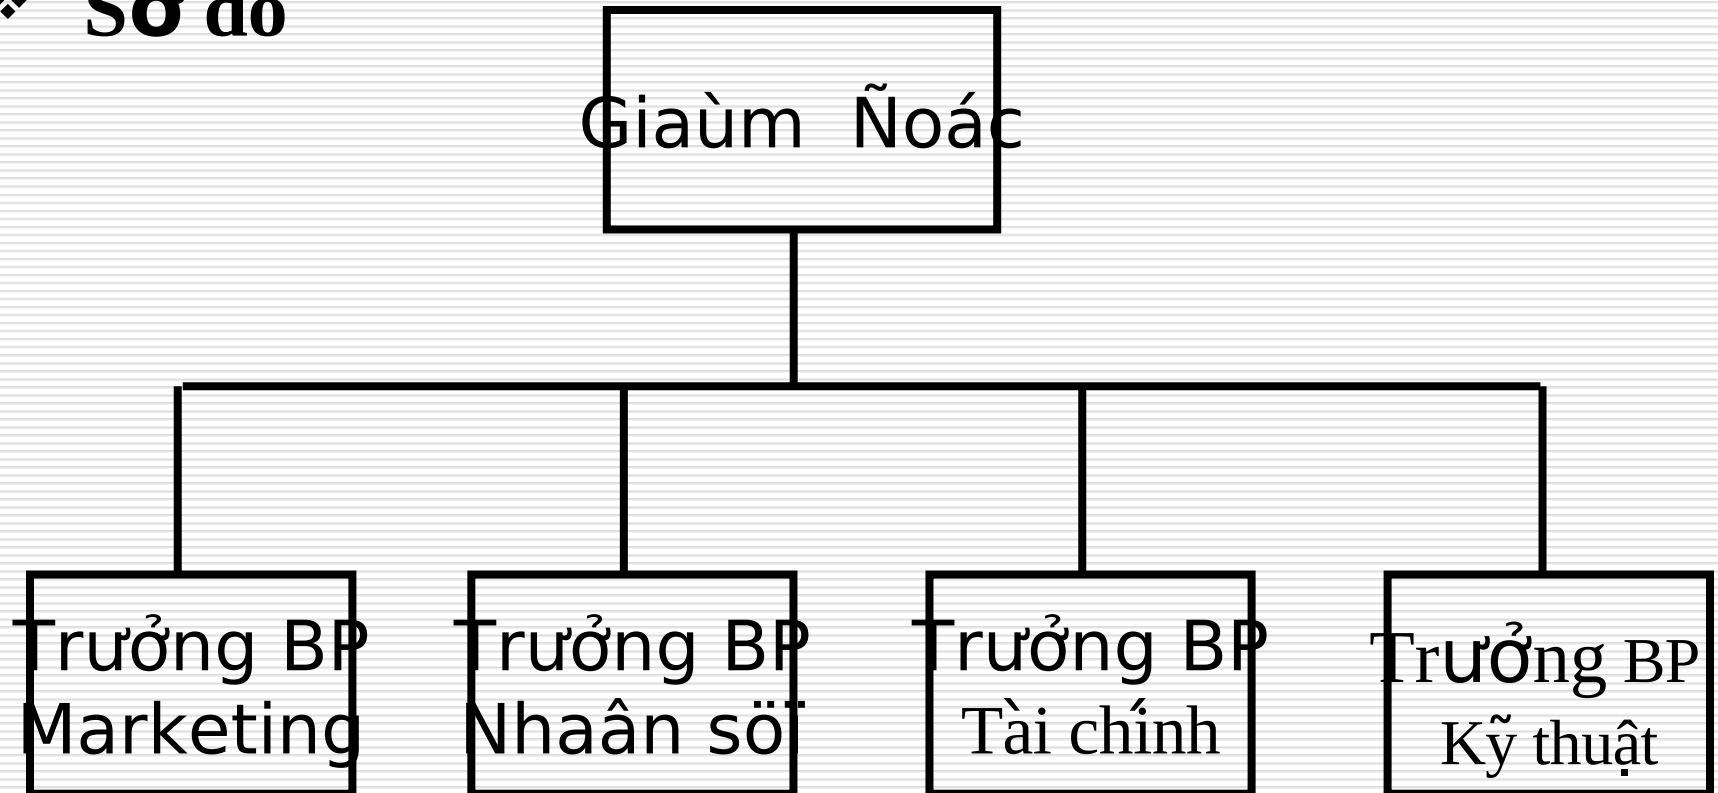 ❖ Sơ đồ
Giaùm Ñoác
Trưởng BP
Marketing
Trưởng BP
Nhaân söï
Trưởng BP
Tài chính
Trưởng BP
Kỹ thuật